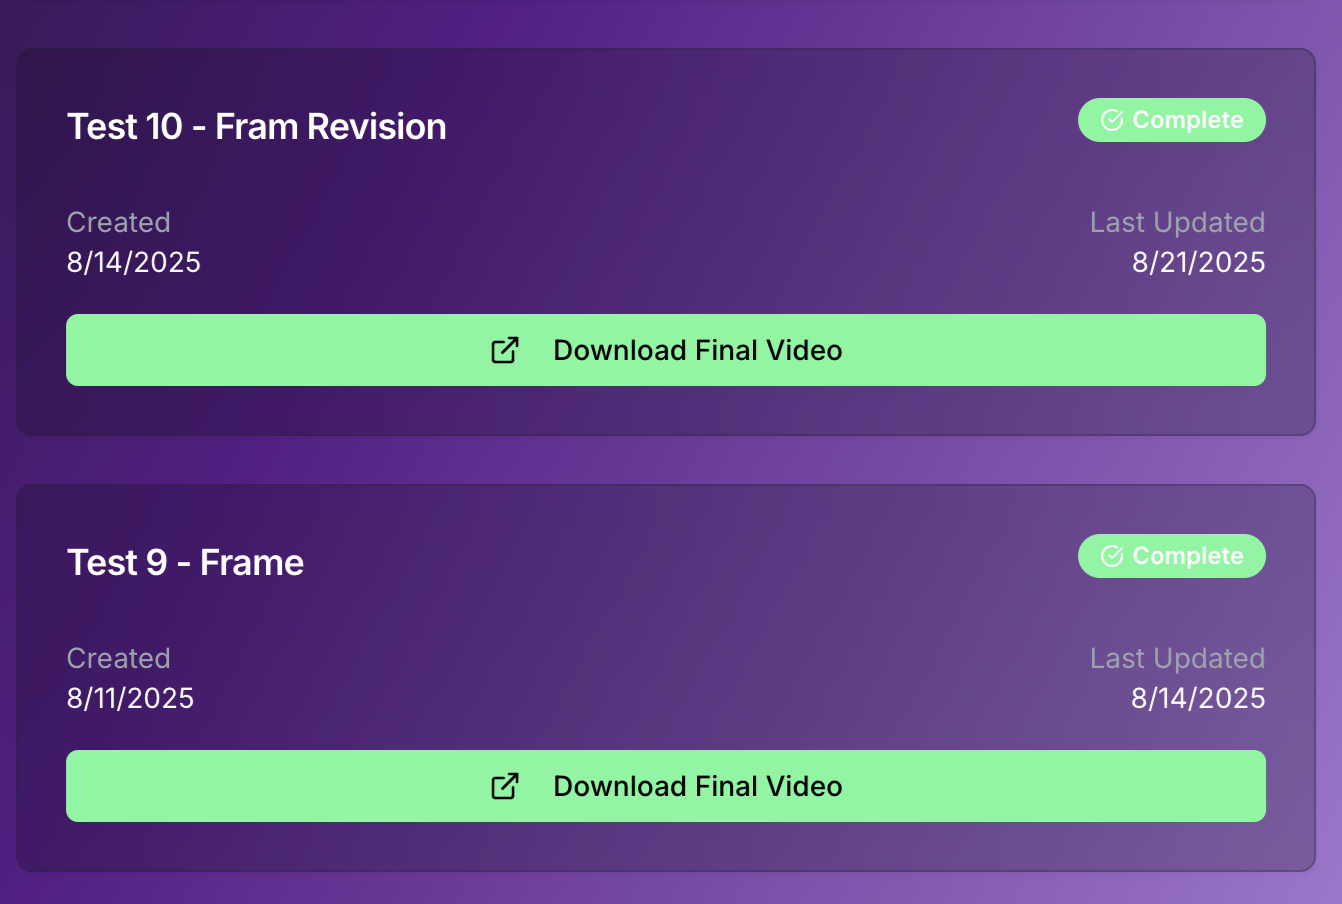 Test 10 - Fram Revision
Complete
Created
Last Updated
8/14/2025
8/21/2025
Download Final Video
Test 9 - Frame
Complete
Created
Last Updated
8/11/2025
8/14/2025
Download Final Video